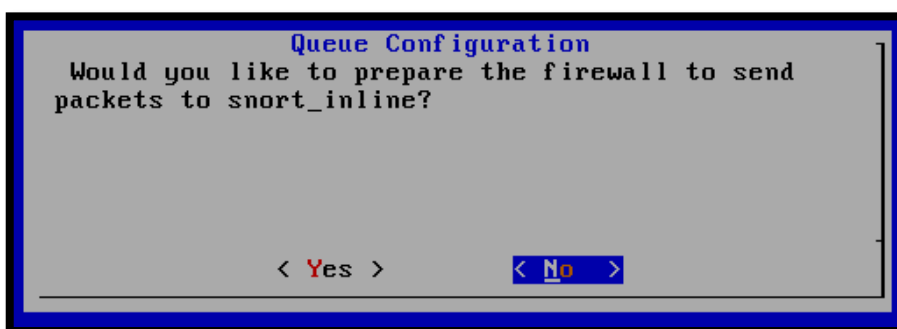 Queue Configuration
Would you like to prepare the firewall to send
packets to snort_inline?
< Yes > < No >